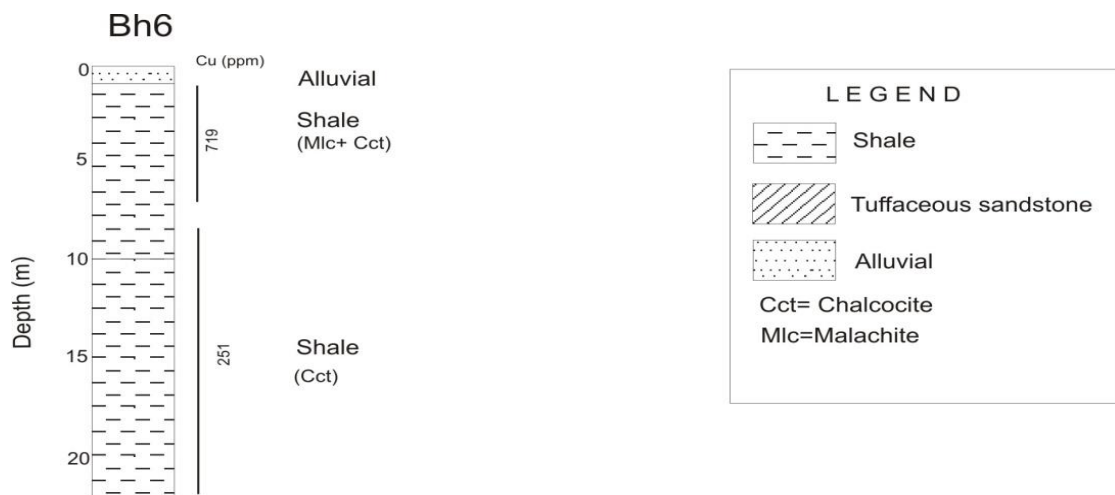 Bh6
Cu (ppm)
0
5
10
15
20
Depth (m)
719
251
Alluvial
Shale
(Mlc+ Cct)
Shale
(Cct)
LEGEND
Shale
Tuffaceous sandstone
Alluvial
Cct= Chalcocite
Mlc=Malachite